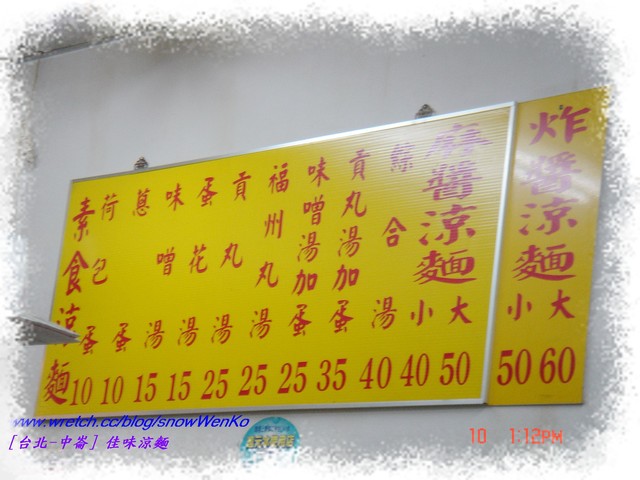 炸醬涼麵
大 60
小 50
麻醬涼麵
大 50
小 40
綜合湯 40
貢丸湯加蛋 35
味噌湯加蛋 25
福州丸湯 25
貢丸湯 25
蛋花湯 15
味噌湯 15
蔥蛋 10
荷包蛋 10
素食涼麵
www.wretch.cc/blog/snowWenKo
[台北-中崙] 佳味涼麵
10 1:12PM